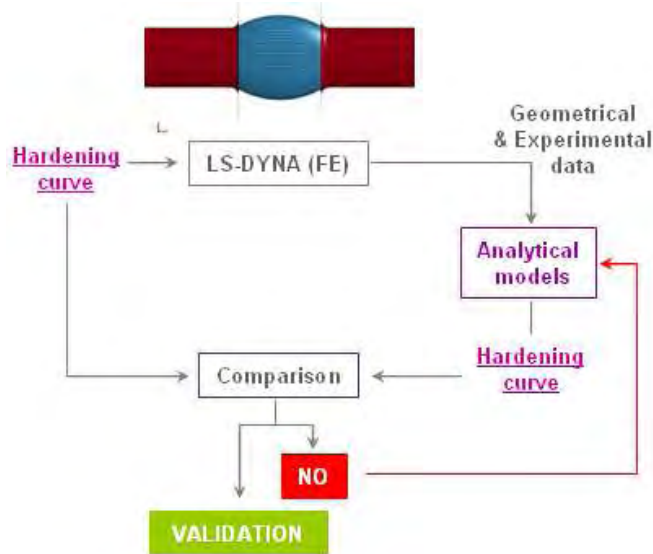 Geometrical
& Experimental
data
Hardening
curve
LS-DYNA (FE)
Analytical
models
Hardening
curve
Comparison
NO
VALIDATION